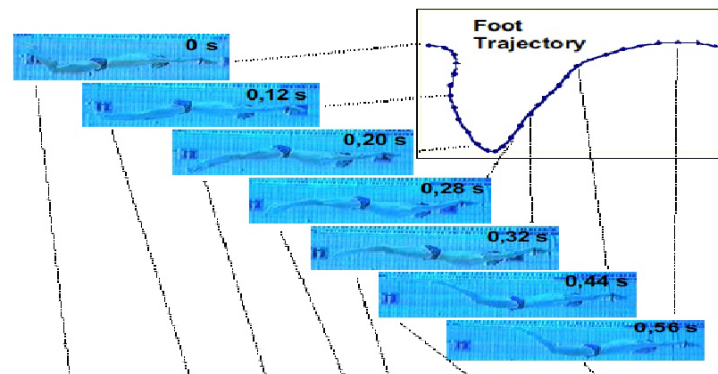 Foot
Trajectory
0 s
0,12 s
0,20 s
0,28 s
0,32 s
0,44 s
0,56 s